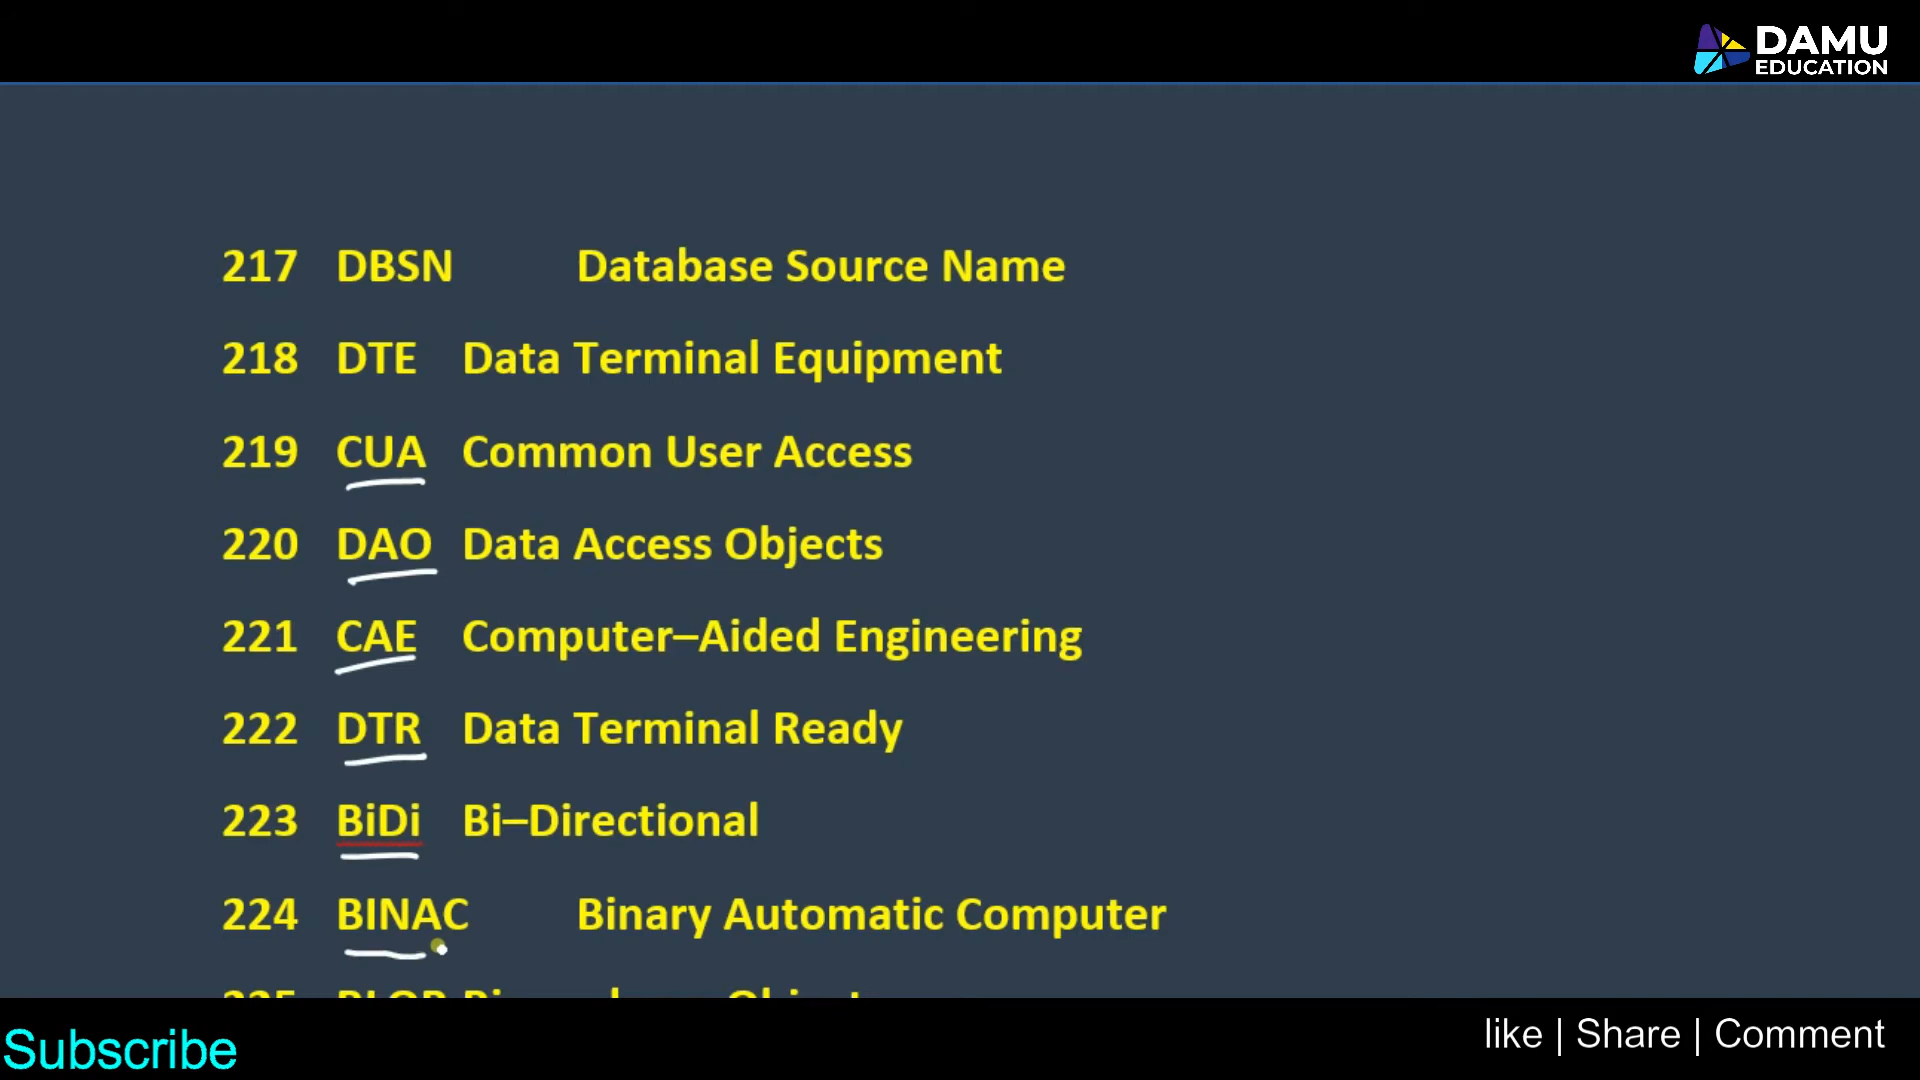 DAMU
EDUCATION
217 DBSN Database Source Name
218 DTE Data Terminal Equipment
219 CUA Common User Access
220 DAO Data Access Objects
221 CAE Computer–Aided Engineering
222 DTR Data Terminal Ready
223 BiDi Bi–Directional
224 BINAC Binary Automatic Computer
Subscribe
like | Share | Comment